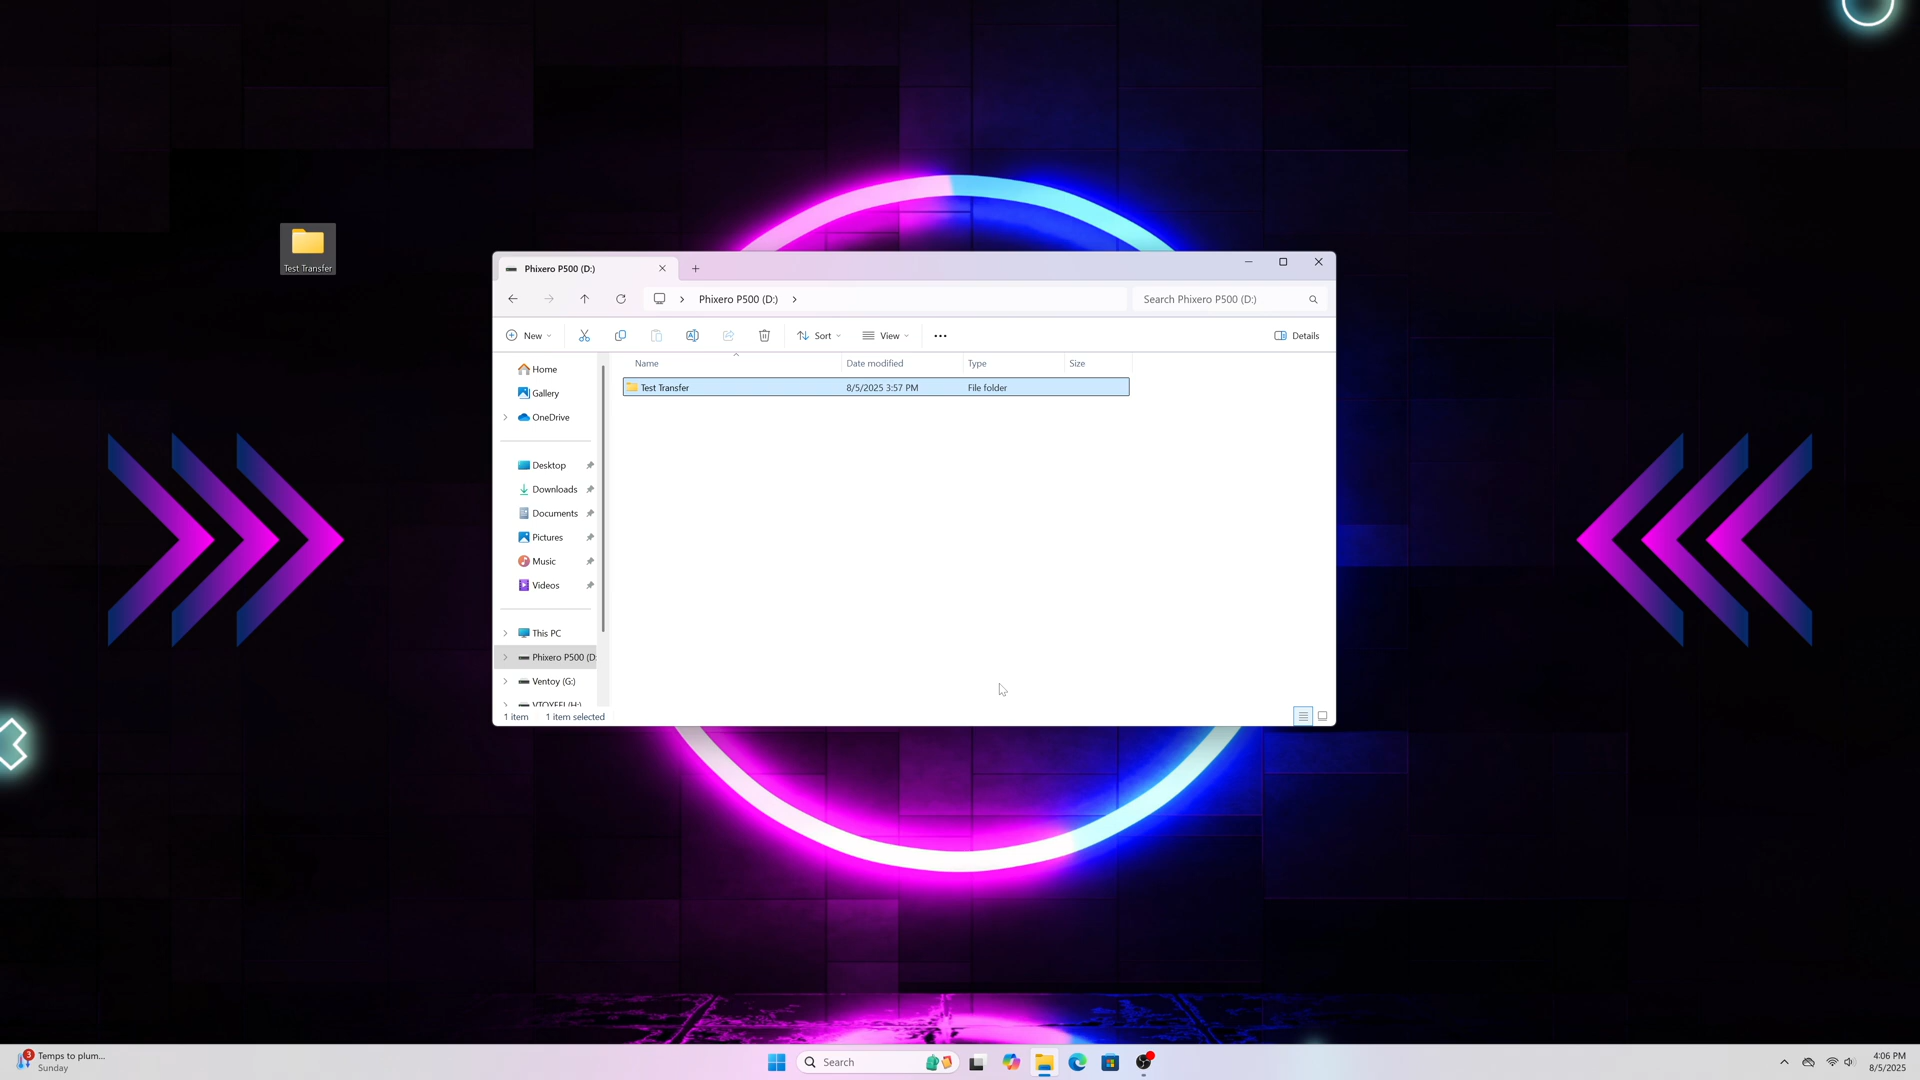 Test Transfer
Phixero P500 (D:)
Phixero P500 (D:)
Search Phixero P500 (D:)
New
Sort
View
Details
Name
Date modified
Type
Size
Test Transfer
8/5/2025 3:57 PM
File folder
Home
Gallery
OneDrive
Desktop
Downloads
Documents
Pictures
Music
Videos
This PC
Phixero P500 (D:
Ventoy (G:)
VTOYEFI (H:)
1 item
1 item selected
3
Temps to plum...
Sunday
Search
4:06 PM
8/5/2025